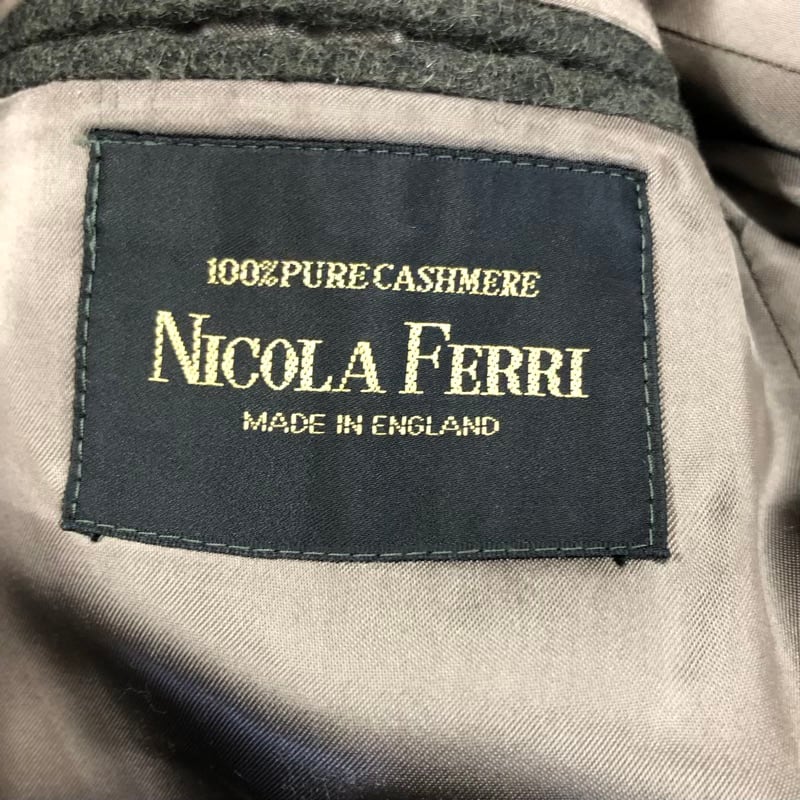 100% PURE CASHMERE
NICOLA FERRI
MADE IN ENGLAND